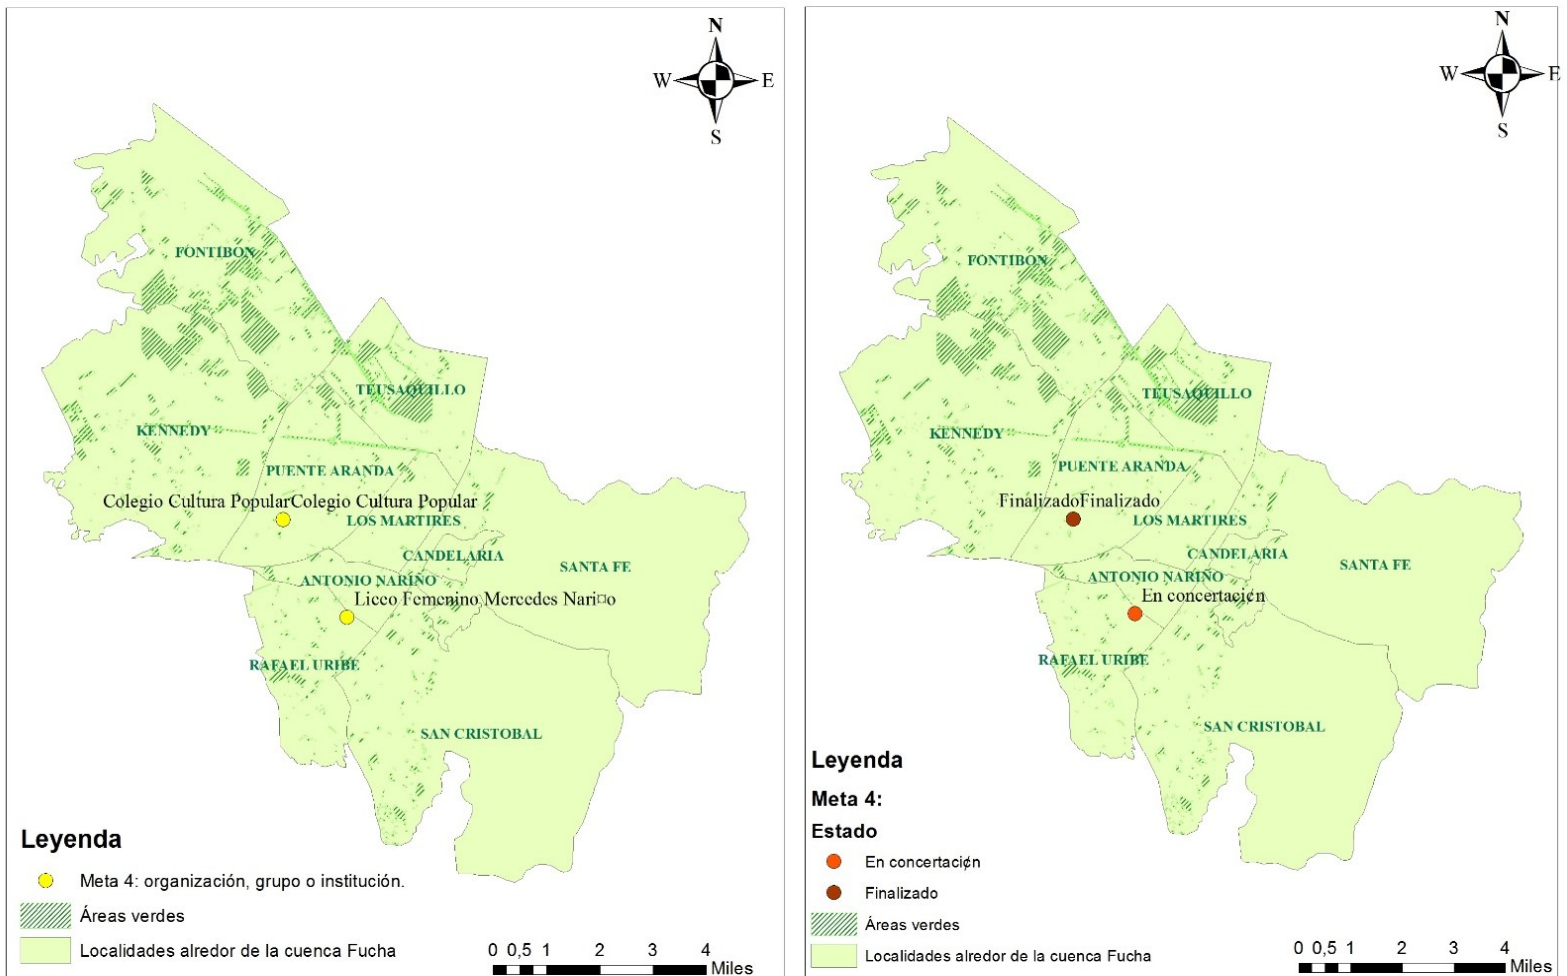 N
W E
S
FONTIBON
TEUSAQUILLO
KENNEDY
PUENTE ARANDA
Colegio Cultura PopularColegio Cultura Popular
LOS MARTIRES
CANDELARIA
SANTA FE
ANTONIO NARIÑO
Liceo Femenino Mercedes Nari¤o
RAFAEL URIBE
SAN CRISTOBAL
Leyenda
Meta 4: organización, grupo o institución.
Áreas verdes
Localidades alredor de la cuenca Fucha
0 0,5 1 2 3 4
Miles
N
W E
S
FONTIBON
TEUSAQUILLO
KENNEDY
PUENTE ARANDA
FinalizadoFinalizado
LOS MARTIRES
CANDELARIA
SANTA FE
ANTONIO NARIÑO
En concertaci¢n
RAFAEL URIBE
SAN CRISTOBAL
Leyenda
Meta 4:
Estado
En concertaci¢n
Finalizado
Áreas verdes
Localidades alredor de la cuenca Fucha
0 0,5 1 2 3 4
Miles